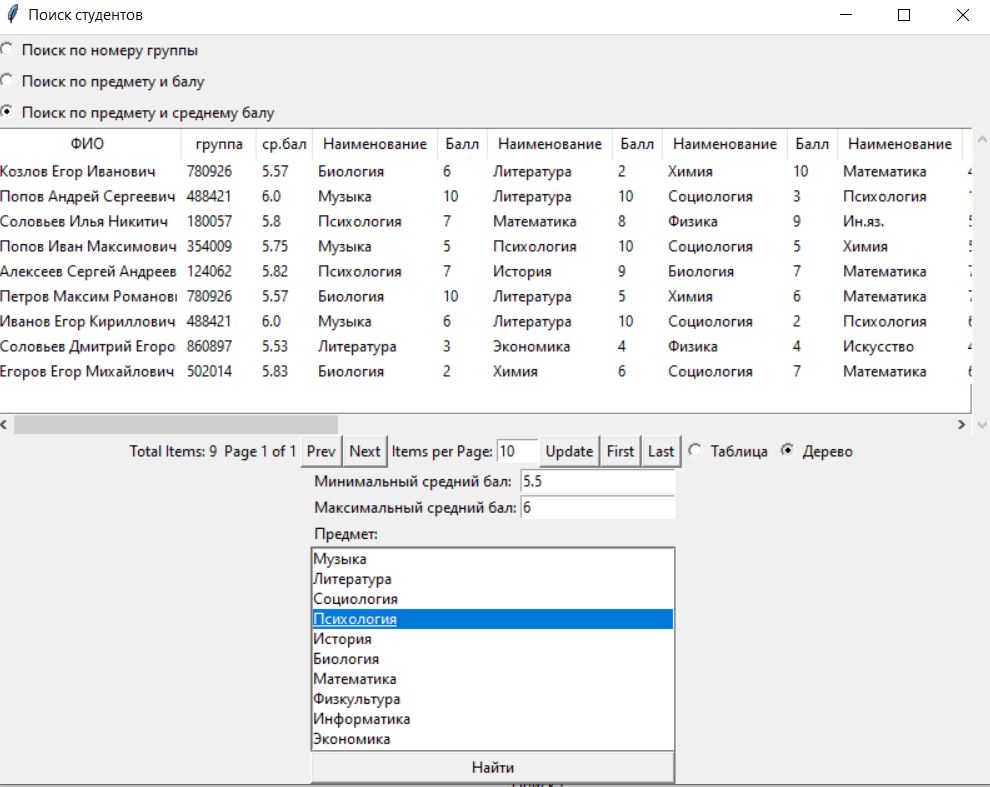 Поиск студентов
Поиск по номеру группы
Поиск по предмету и балу
Поиск по предмету и среднему балу
ФИО группа ср.бал Наименование Балл Наименование Балл Наименование Балл Наименование
Козлов Егор Иванович 780926 5.57 Биология 6 Литература 2 Химия 10 Математика
Попов Андрей Сергеевич 488421 6.0 Музыка 10 Литература 10 Социология 3 Психология
Соловьев Илья Никитич 180057 5.8 Психология 7 Математика 8 Физика 9 Ин.яз.
Попов Иван Максимович 354009 5.75 Музыка 5 Психология 10 Социология 5 Химия
Алексеев Сергей Андреев 124062 5.82 Психология 7 История 9 Биология 7 Математика
Петров Максим Романов 780926 5.57 Биология 10 Литература 5 Химия 6 Математика
Иванов Егор Кириллович 488421 6.0 Музыка 6 Литература 10 Социология 2 Психология
Соловьев Дмитрий Егоро 860897 5.53 Литература 3 Экономика 4 Физика 4 Искусство
Егоров Егор Михайлович 502014 5.83 Биология 2 Химия 6 Социология 7 Математика
Total Items: 9 Page 1 of 1 Prev Next Items per Page: 10 Update First Last Таблица Дерево
Минимальный средний бал: 5.5
Максимальный средний бал: 6
Предмет:
Музыка
Литература
Социология
Психология
История
Биология
Математика
Физкультура
Информатика
Экономика
Найти